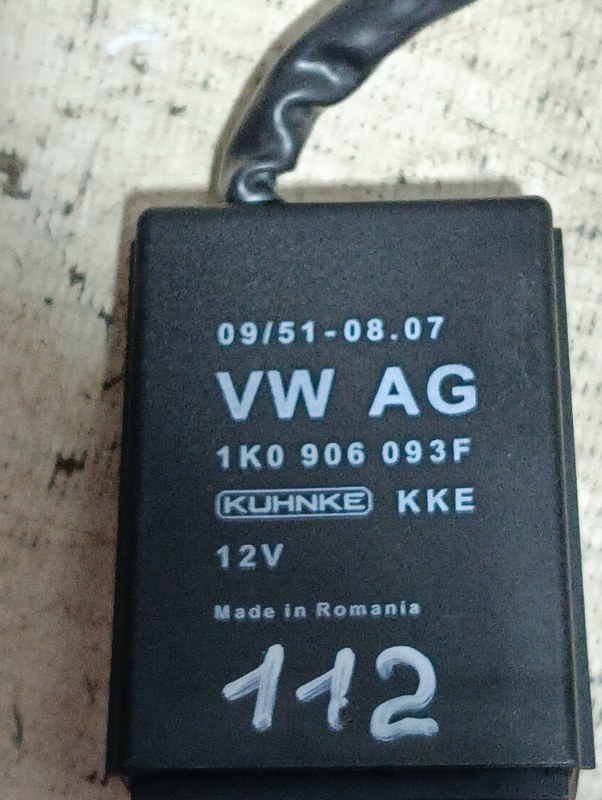 09/51-08.07
VW AG
1K0 906 093F
KUHNKE KKE
12V
Made in Romania
112